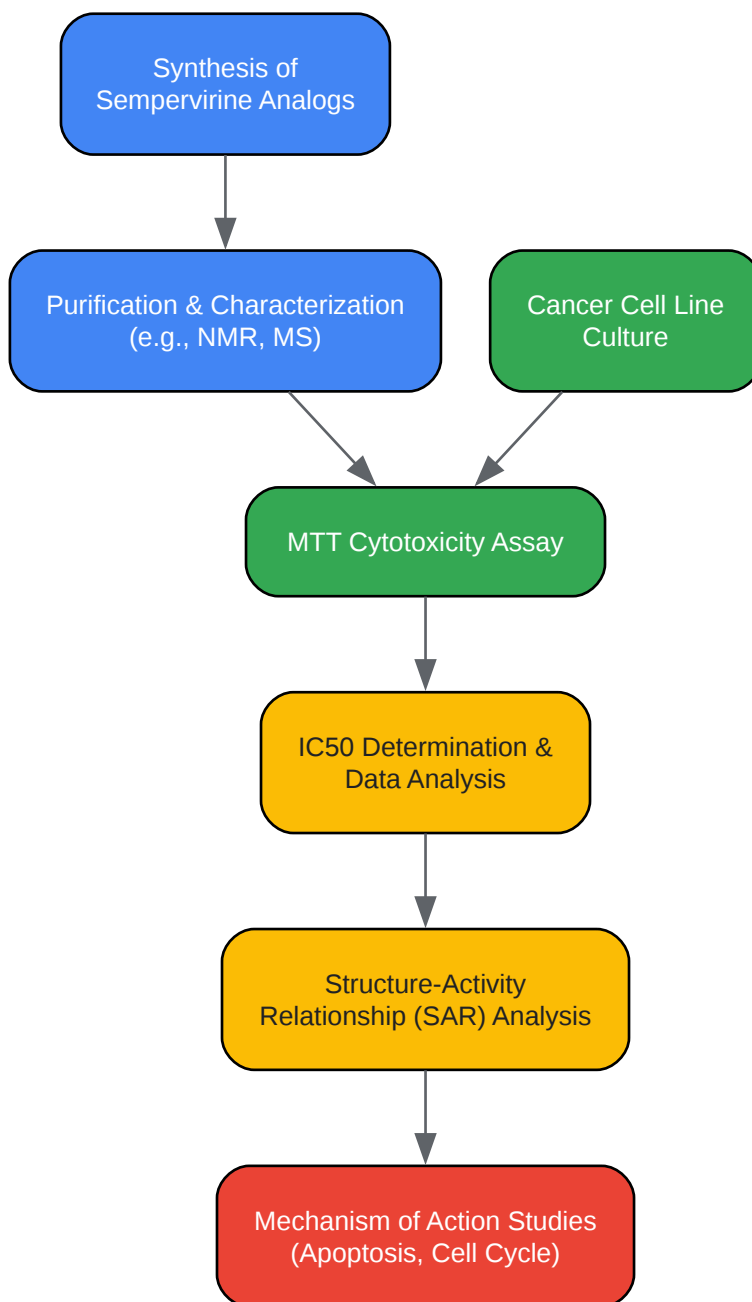 Synthesis of
Sempervirine Analogs
Purification & Characterization
(e.g., NMR, MS)
Cancer Cell Line
Culture
MTT Cytotoxicity Assay
IC50 Determination &
Data Analysis
Structure-Activity
Relationship (SAR) Analysis
Mechanism of Action Studies
(Apoptosis, Cell Cycle)